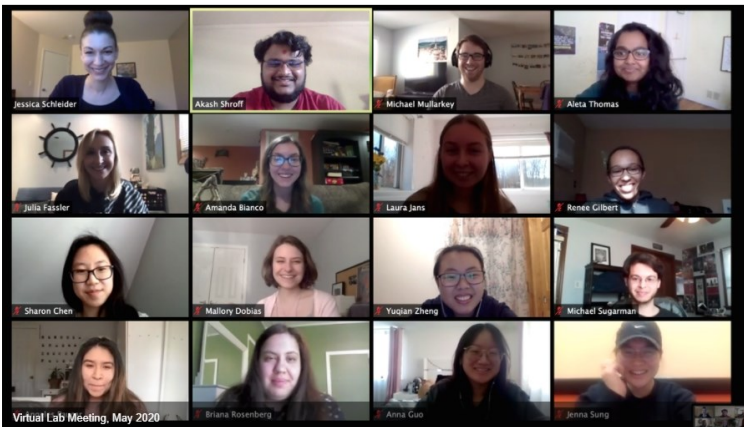 Jessica Schleider
Akash Shroff
Michael Mullarkey
Aleta Thomas
Julia Fassler
Amanda Bianco
Laura Jans
Renee Gilbert
Sharon Chen
Mallory Dobias
Yuqian Zheng
Michael Sugarman
Virtual Lab Meeting, May 2020
Briana Rosenberg
Anna Guo
Jenna Sung